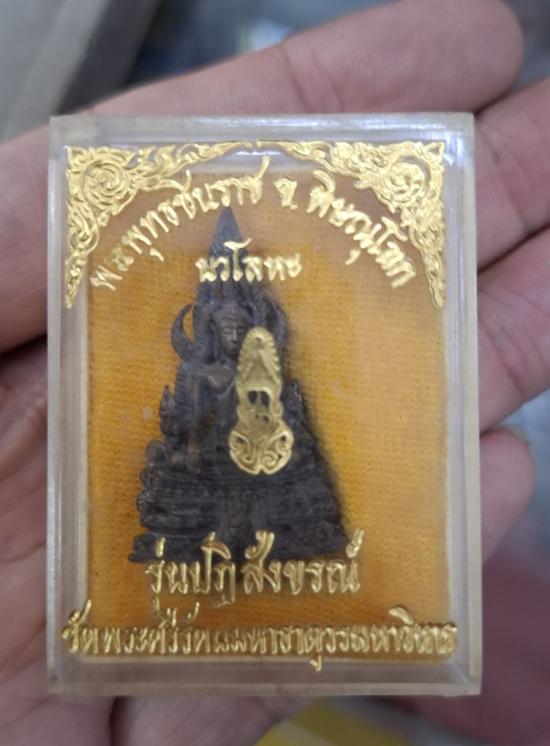 พระพุทธชินราช จ. พิษณุโลก
นวโลหะ
รุ่นปฏิสังขรณ์
วัดพระศรีรัตนมหาธาตุวรมหาวิหาร